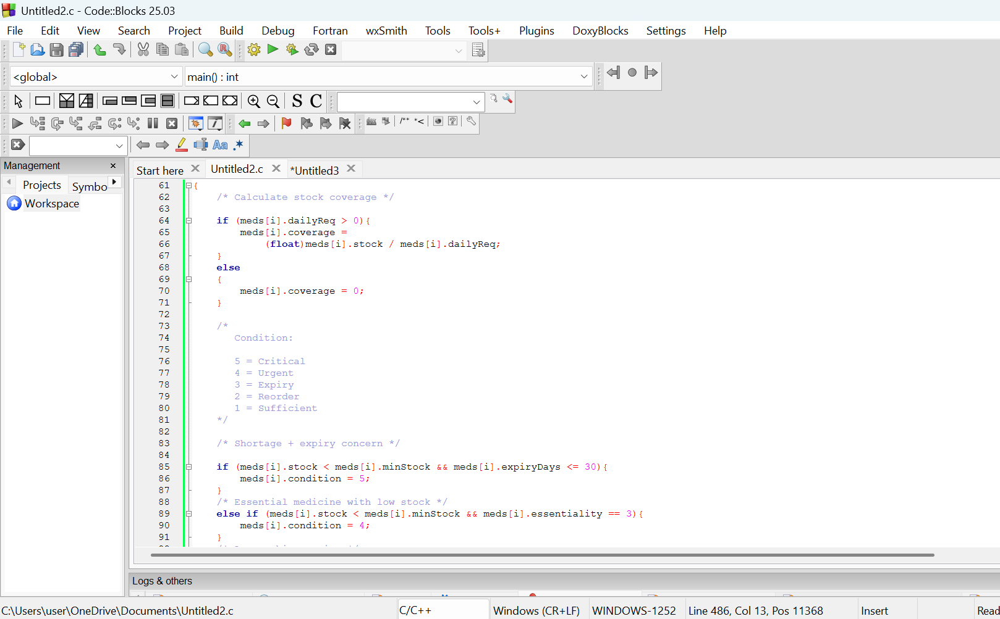 Untitled2.c - Code::Blocks 25.03
File Edit View Search Project Build Debug Fortran wxSmith Tools Tools+ Plugins DoxyBlocks Settings Help
<global> main() : int
S C
/** *<
Aa .*
Management ×
Start here Untitled2.c *Untitled3
Projects Symbo
Workspace
61 {
62 /* Calculate stock coverage */
63
64 if (meds[i].dailyReq > 0){
65 meds[i].coverage =
66 (float)meds[i].stock / meds[i].dailyReq;
67 }
68 else
69 {
70 meds[i].coverage = 0;
71 }
72
73 /*
74 Condition:
75
76 5 = Critical
77 4 = Urgent
78 3 = Expiry
79 2 = Reorder
80 1 = Sufficient
81 */
82
83 /* Shortage + expiry concern */
84
85 if (meds[i].stock < meds[i].minStock && meds[i].expiryDays <= 30){
86 meds[i].condition = 5;
87 }
88 /* Essential medicine with low stock */
89 else if (meds[i].stock < meds[i].minStock && meds[i].essentiality == 3){
90 meds[i].condition = 4;
91 }
Logs & others
C:\Users\user\OneDrive\Documents\Untitled2.c C/C++ Windows (CR+LF) WINDOWS-1252 Line 486, Col 13, Pos 11368 Insert Read